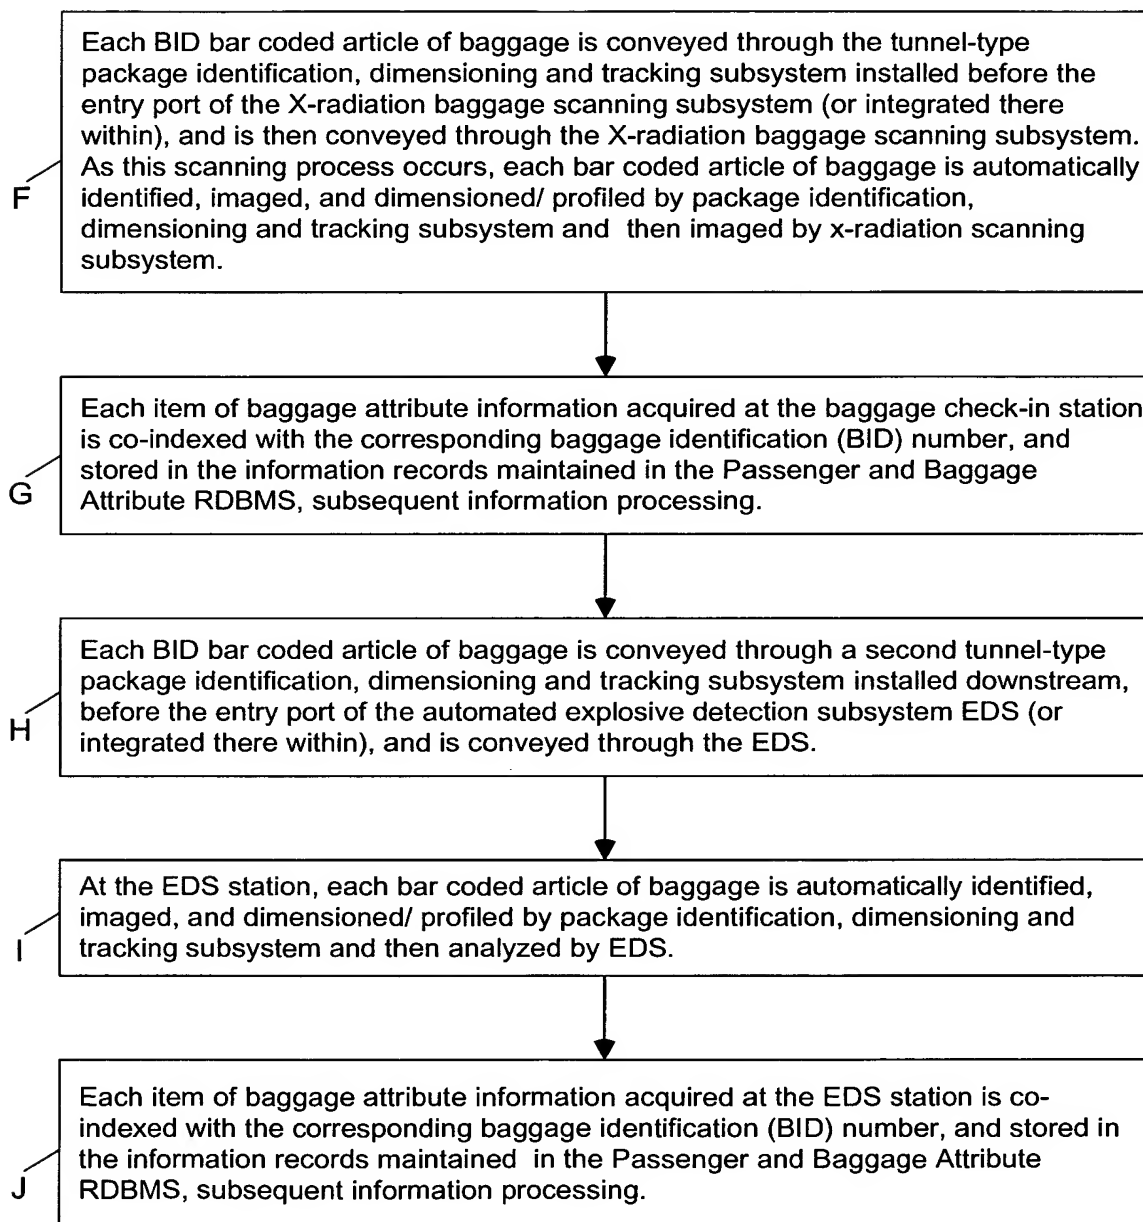 Each BID bar coded article of baggage is conveyed through the tunnel-type
package identification, dimensioning and tracking subsystem installed before the
entry port of the X-radiation baggage scanning subsystem (or integrated there
within), and is then conveyed through the X-radiation baggage scanning subsystem.
As this scanning process occurs, each bar coded article of baggage is automatically
identified, imaged, and dimensioned/ profiled by package identification,
dimensioning and tracking subsystem and then imaged by x-radiation scanning
subsystem.
F
Each item of baggage attribute information acquired at the baggage check-in station
is co-indexed with the corresponding baggage identification (BID) number, and
stored in the information records maintained in the Passenger and Baggage
Attribute RDBMS, subsequent information processing.
G
Each BID bar coded article of baggage is conveyed through a second tunnel-type
package identification, dimensioning and tracking subsystem installed downstream,
before the entry port of the automated explosive detection subsystem EDS (or
integrated there within), and is conveyed through the EDS.
H
At the EDS station, each bar coded article of baggage is automatically identified,
imaged, and dimensioned/ profiled by package identification, dimensioning and
tracking subsystem and then analyzed by EDS.
I
Each item of baggage attribute information acquired at the EDS station is co-
indexed with the corresponding baggage identification (BID) number, and stored in
the information records maintained in the Passenger and Baggage Attribute
RDBMS, subsequent information processing.
J